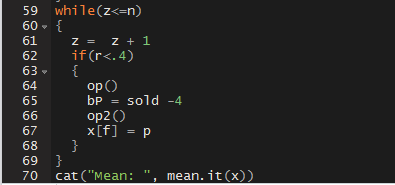 59 while(z<=n)
60 {
61 z = z + 1
62 if(r<.4)
63 {
64 op()
65 bP = sold -4
66 op2()
67 x[f] = p
68 }
69 }
70 cat("Mean: ", mean.it(x))